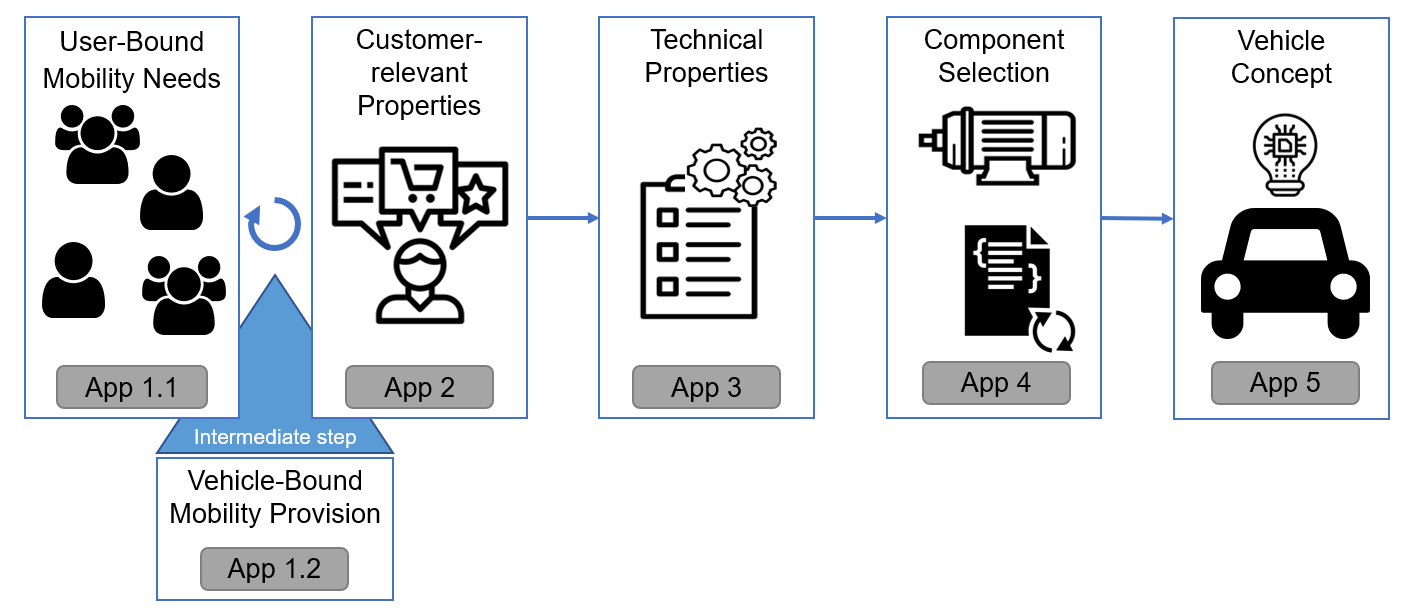 User-Bound
Mobility Needs
App 1.1
Customer-
relevant
Properties
App 2
Technical
Properties
App 3
Component
Selection
{
}
App 4
Vehicle
Concept
App 5
Intermediate step
Vehicle-Bound
Mobility Provision
App 1.2